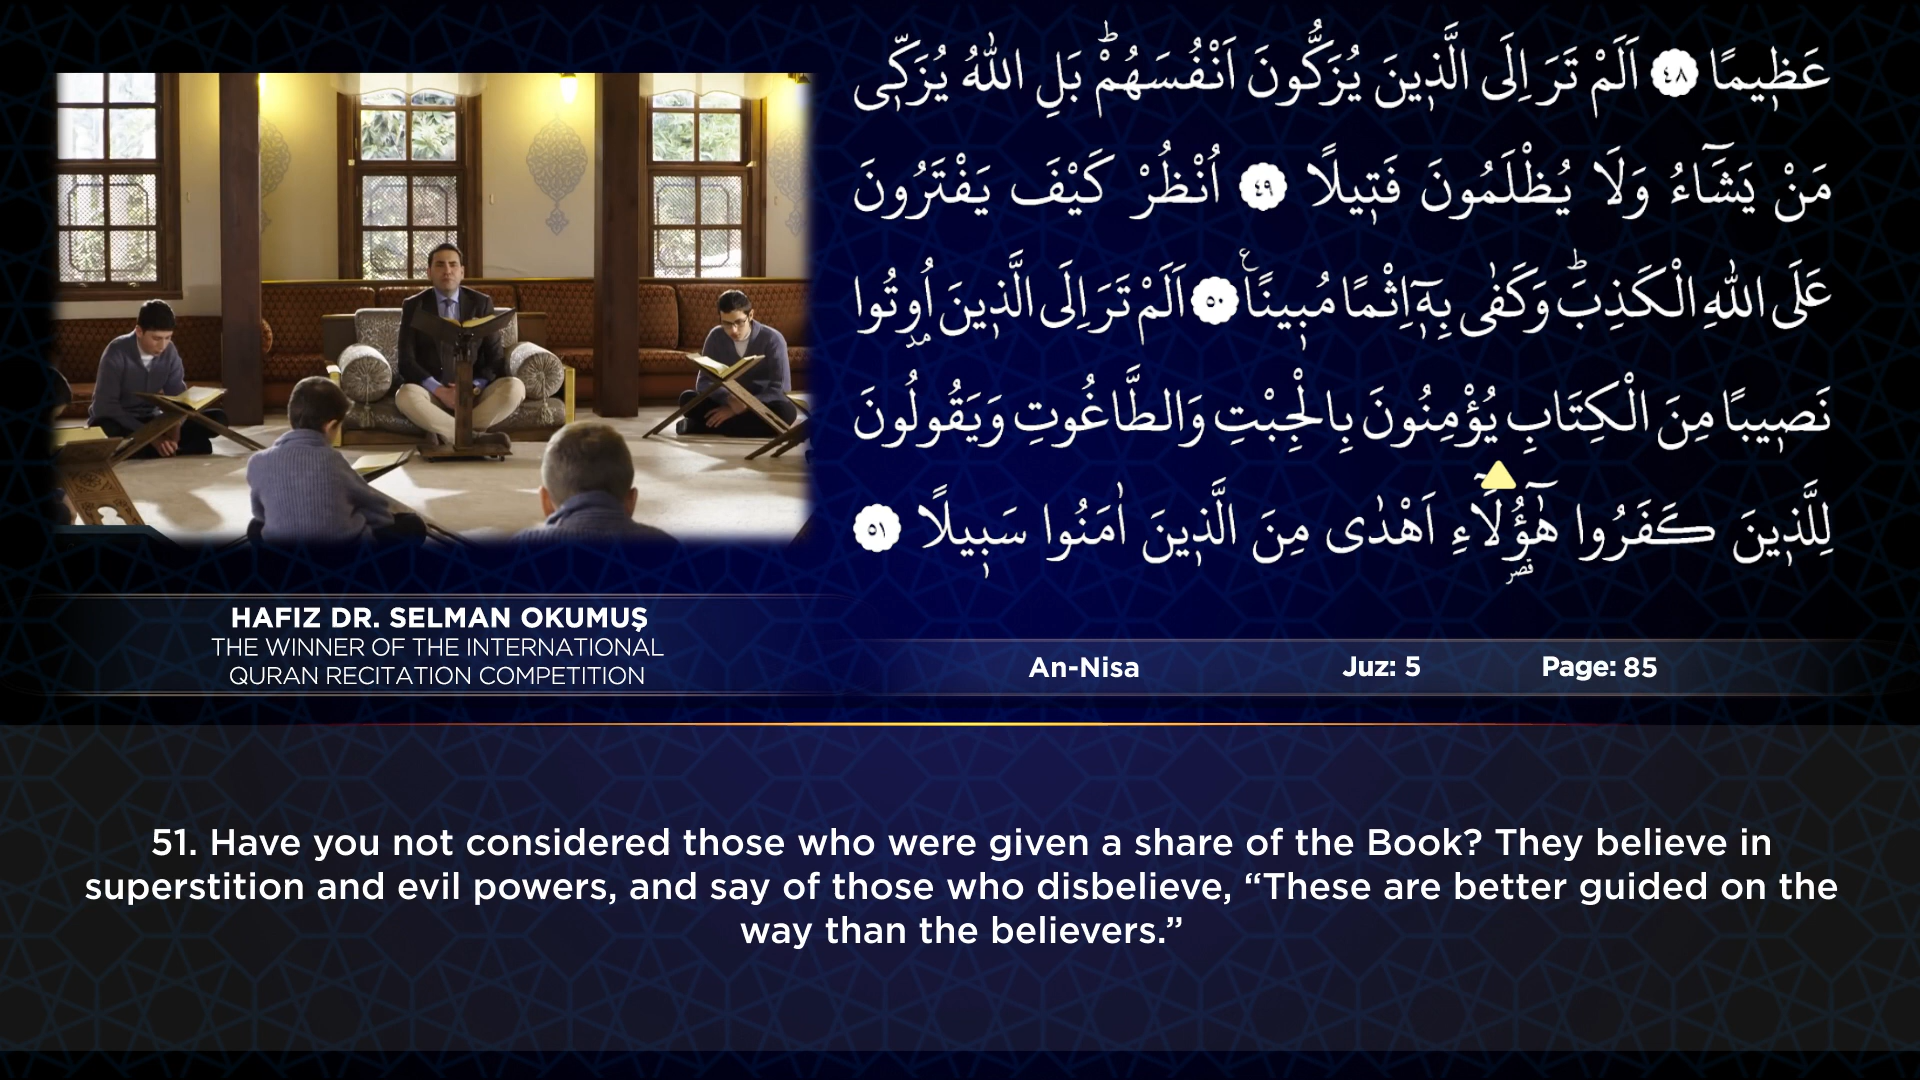 عَظ۪يمًا ﴿٤٨﴾ اَلَمْ تَرَ اِلَى الَّذ۪ينَ يُزَكُّونَ اَنْفُسَهُمْۜ بَلِ اللّٰهُ يُزَكّ۪ي
مَنْ يَشَٓاءُ وَلَا يُظْلَمُونَ فَت۪يلًا ﴿٤٩﴾ اُنْظُرْ كَيْفَ يَفْتَرُونَ
عَلَى اللّٰهِ الْكَذِبَۜ وَكَفٰى بِه۪ٓ اِثْمًا مُب۪ينًا۟ ﴿٥٠﴾ اَلَمْ تَرَ اِلَى الَّذ۪ينَ اُو۫تُوا
نَص۪يبًا مِنَ الْكِتَابِ يُؤْمِنُونَ بِالْجِبْتِ وَالطَّاغُوتِ وَيَقُولُونَ
لِلَّذ۪ينَ كَفَرُوا هٰٓؤُ۬لَٓاءِ اَهْدٰى مِنَ الَّذ۪ينَ اٰمَنُوا سَب۪يلًا ﴿٥١﴾
HAFIZ DR. SELMAN OKUMUŞ
THE WINNER OF THE INTERNATIONAL
QURAN RECITATION COMPETITION
An-Nisa Juz: 5 Page: 85
51. Have you not considered those who were given a share of the Book? They believe in
superstition and evil powers, and say of those who disbelieve, “These are better guided on the
way than the believers.”